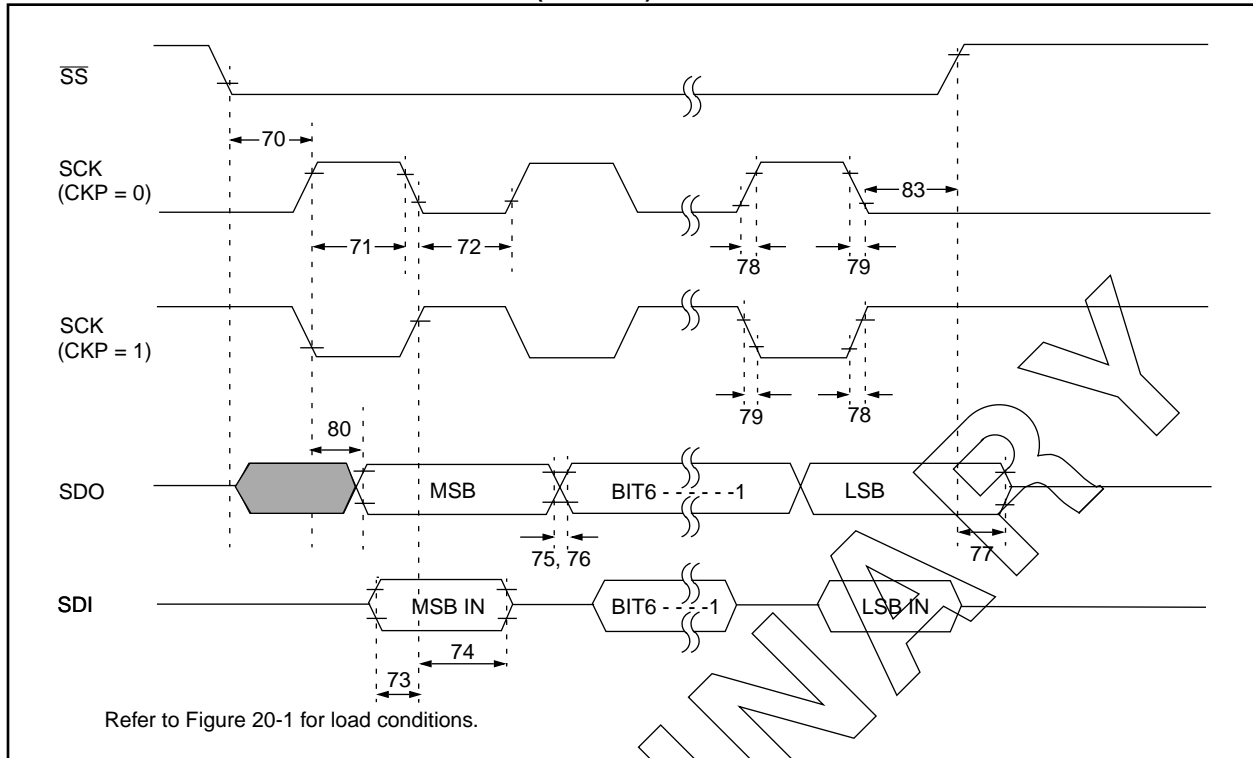 SS
70
SCK
(CKP = 0)
83
71
72
78
79
SCK
(CKP = 1)
79
78
80
SDO
MSB
BIT6 - - - - - -1
LSB
75, 76
77
SDI
MSB IN
BIT6 - - - -1
LSB IN
74
73
Refer to Figure 20-1 for load conditions.
INARY